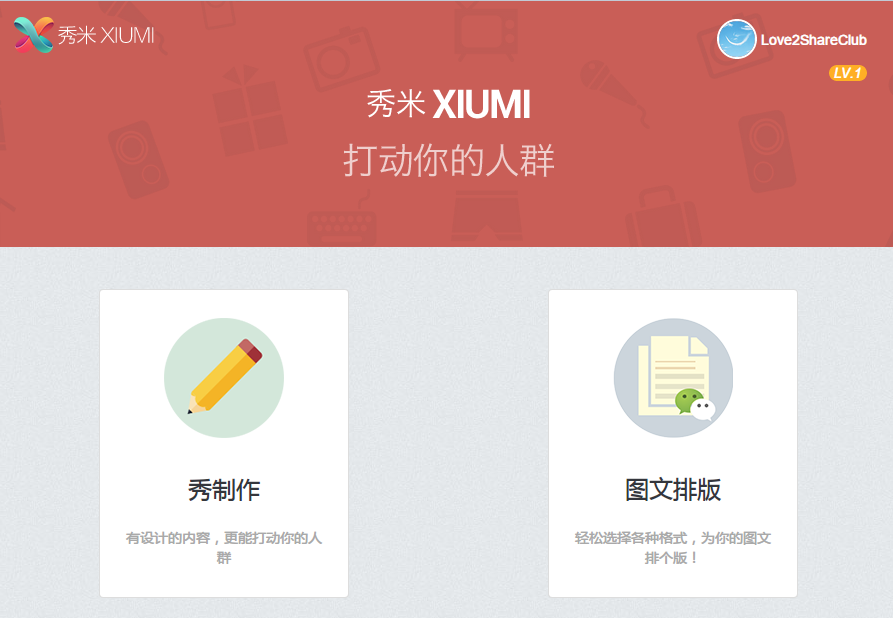 秀米 XIUMI
Love2ShareClub
LV.1
秀米 XIUMI
打动你的人群
秀制作
有设计的内容，更能打动你的人
群
图文排版
轻松选择各种格式，为你的图文
排个版！